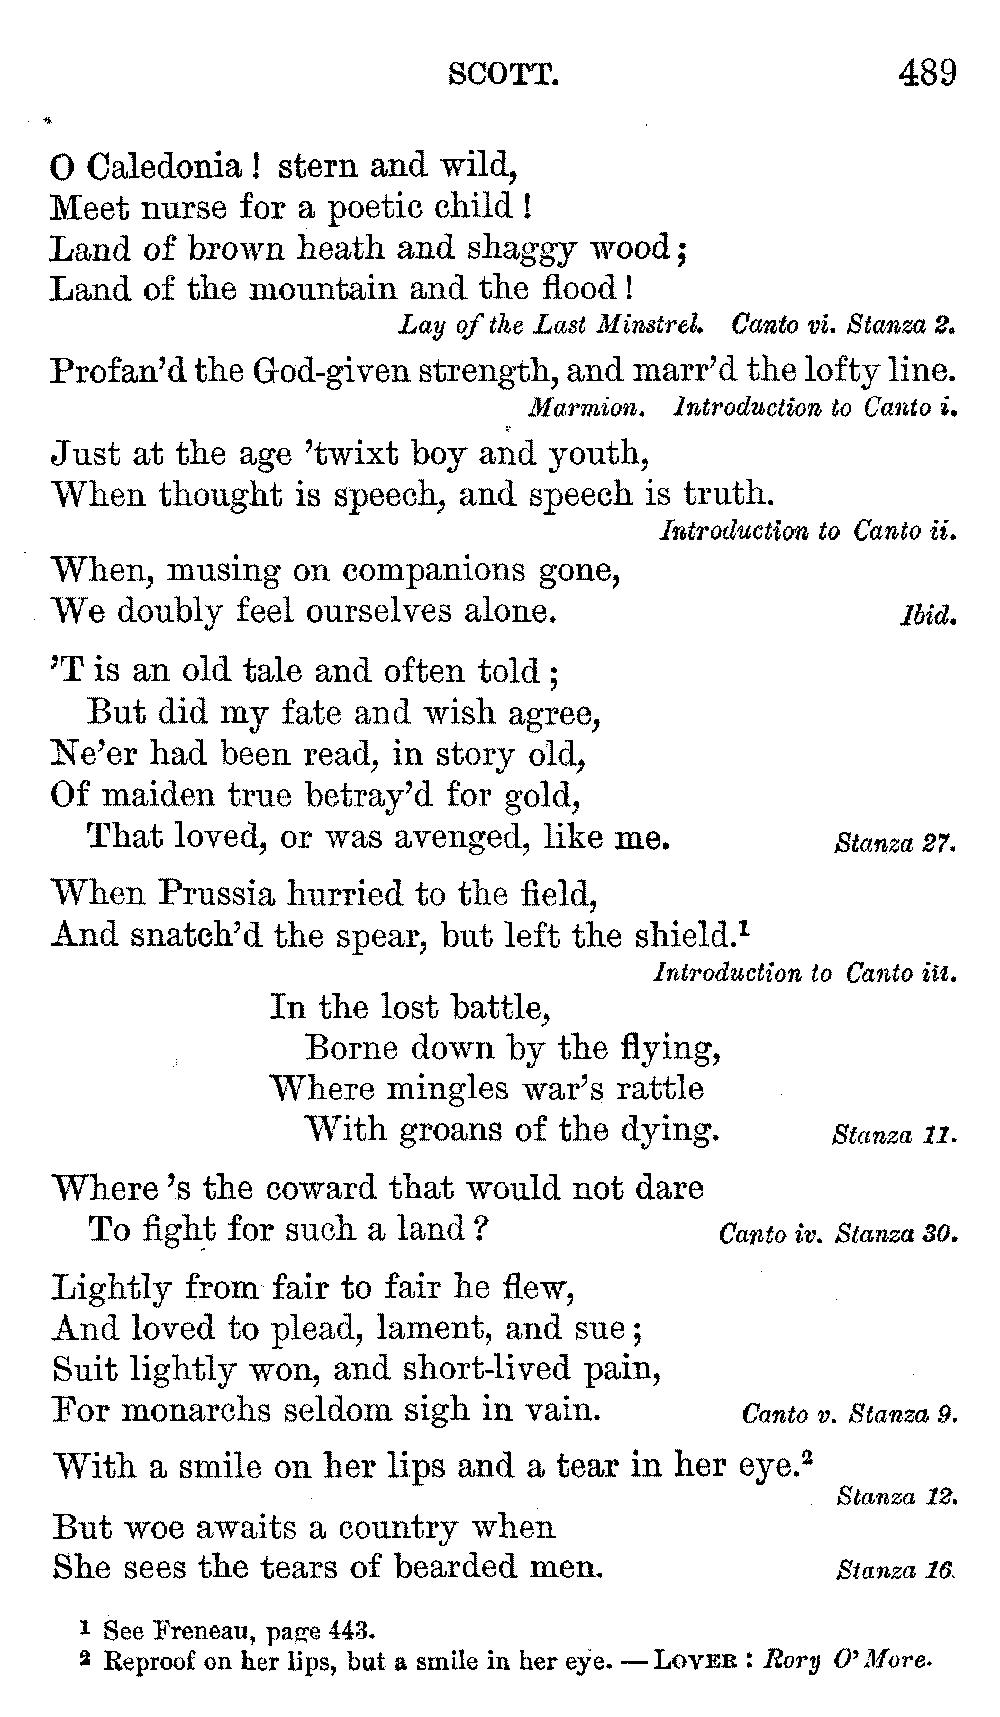 SCOTT. 489
O Caledonia ! stern and wild,
Meet nurse for a poetic child !
Land of brown heath and shaggy wood ;
Land of the mountain and the flood !
Lay of the Last Minstrel. Canto vi. Stanza 2.
Profan'd the God-given strength, and marr'd the lofty line.
Marmion. Introduction to Canto i.
Just at the age 'twixt boy and youth,
When thought is speech, and speech is truth.
Introduction to Canto ii.
When, musing on companions gone,
We doubly feel ourselves alone. Ibid.
'T is an old tale and often told ;
But did my fate and wish agree,
Ne'er had been read, in story old,
Of maiden true betray'd for gold,
That loved, or was avenged, like me. Stanza 27.
When Prussia hurried to the field,
And snatch'd the spear, but left the shield.¹
Introduction to Canto iii.
In the lost battle,
Borne down by the flying,
Where mingles war's rattle
With groans of the dying. Stanza 11.
Where 's the coward that would not dare
To fight for such a land ? Canto iv. Stanza 30.
Lightly from fair to fair he flew,
And loved to plead, lament, and sue ;
Suit lightly won, and short-lived pain,
For monarchs seldom sigh in vain. Canto v. Stanza 9.
With a smile on her lips and a tear in her eye.²
Stanza 12.
But woe awaits a country when
She sees the tears of bearded men. Stanza 16.
¹ See Freneau, page 443.
² Reproof on her lips, but a smile in her eye. — LOVER : Rory O'More.